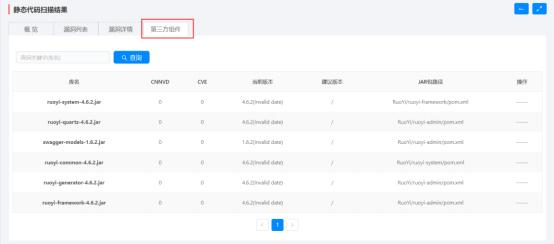 静态代码扫描结果
概 览 漏洞列表 漏洞详情 第三方组件
查询
库名 CNNVD CVE 当前版本 建议版本 JAR包路径 操作
ruoyi-system-4.6.2.jar 0 0 4.6.2(Invalid date) / RuoYi/ruoyi-framework/pom.xml ------
ruoyi-quartz-4.6.2.jar 0 0 4.6.2(Invalid date) / RuoYi/ruoyi-admin/pom.xml ------
swagger-models-1.6.2.jar 0 0 1.6.2(Invalid date) / RuoYi/ruoyi-admin/pom.xml ------
ruoyi-common-4.6.2.jar 0 0 4.6.2(Invalid date) / RuoYi/ruoyi-system/pom.xml ------
ruoyi-generator-4.6.2.jar 0 0 4.6.2(Invalid date) / RuoYi/ruoyi-admin/pom.xml ------
ruoyi-framework-4.6.2.jar 0 0 4.6.2(Invalid date) / RuoYi/ruoyi-admin/pom.xml ------
< 1 >